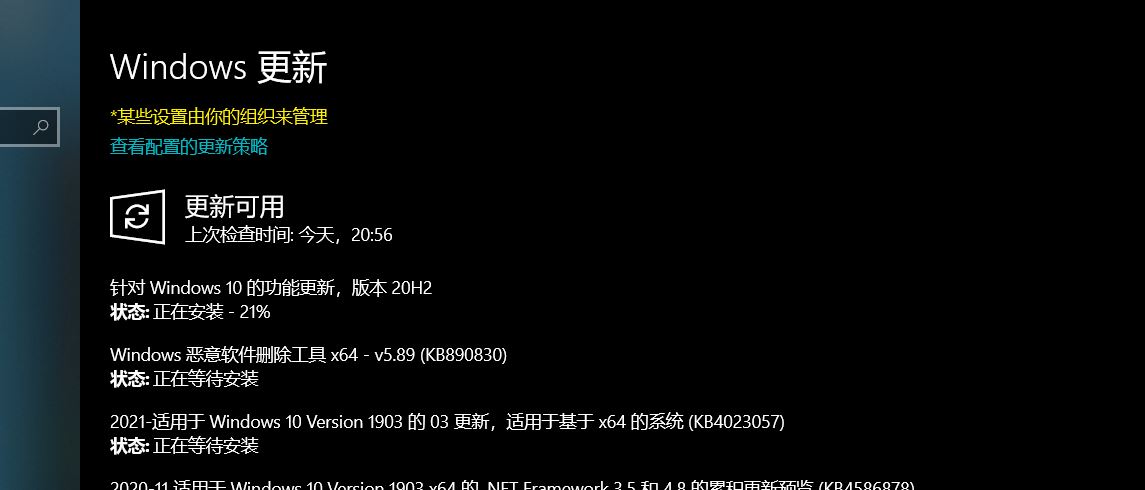 Windows 更新
*某些设置由你的组织来管理
查看配置的更新策略
更新可用
上次检查时间: 今天，20:56
针对 Windows 10 的功能更新，版本 20H2
状态: 正在安装 - 21%
Windows 恶意软件删除工具 x64 - v5.89 (KB890830)
状态: 正在等待安装
2021-适用于 Windows 10 Version 1903 的 03 更新，适用于基于 x64 的系统 (KB4023057)
状态: 正在等待安装
2020-11 适用于 Windows 10 Version 1903 x64 的 .NET Framework 3.5 和 4.8 的累积更新预览 (KB4586878)